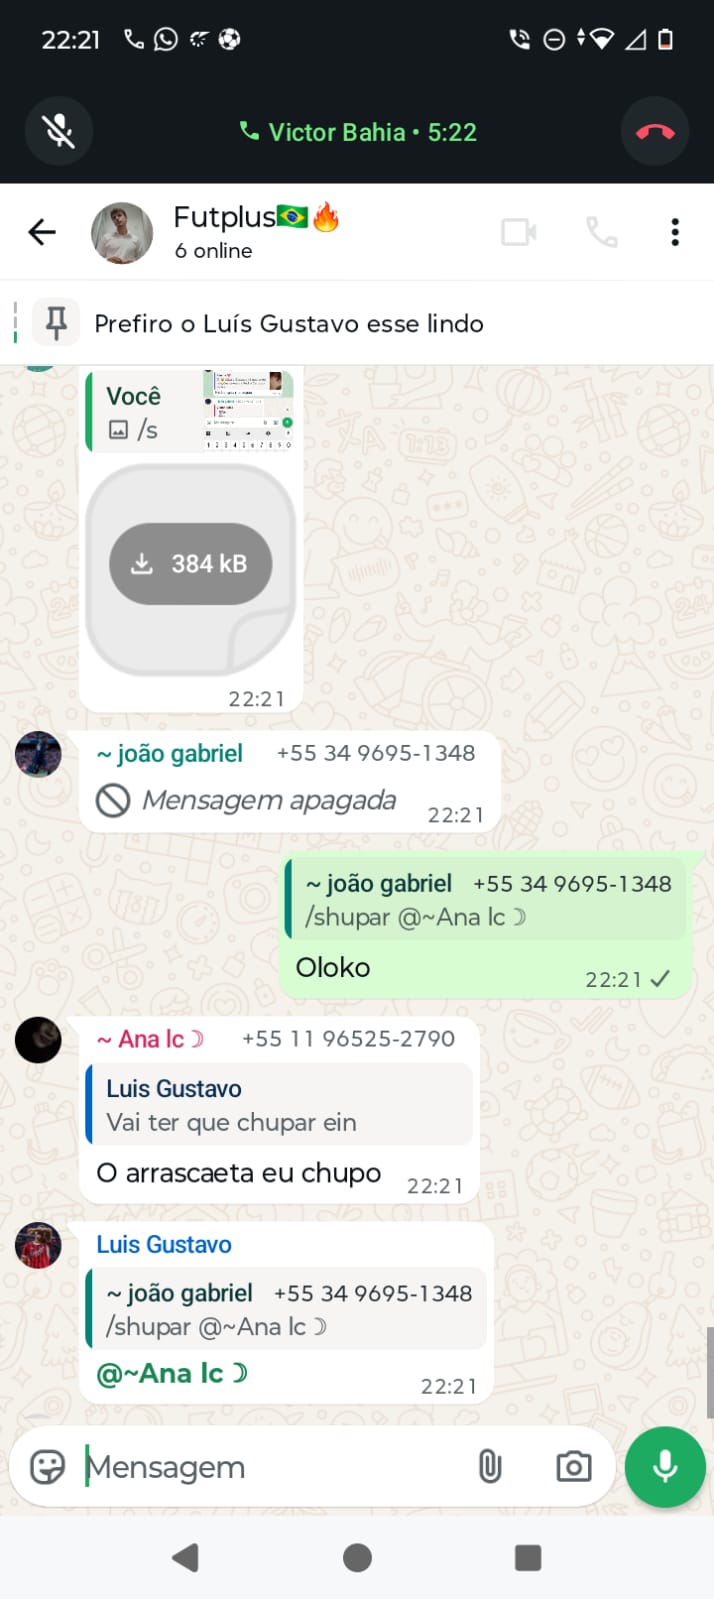 22:21
Victor Bahia • 5:22
Futplus🇧🇷🔥
6 online
Prefiro o Luís Gustavo esse lindo
Você
/s
384 kB
22:21
~ joão gabriel +55 34 9695-1348
Mensagem apagada
22:21
~ joão gabriel +55 34 9695-1348
/shupar @~Ana lc☽
Oloko
22:21
~ Ana lc☽ +55 11 96525-2790
Luis Gustavo
Vai ter que chupar ein
O arrascaeta eu chupo
22:21
Luis Gustavo
~ joão gabriel +55 34 9695-1348
/shupar @~Ana lc☽
@~Ana lc☽
22:21
Mensagem